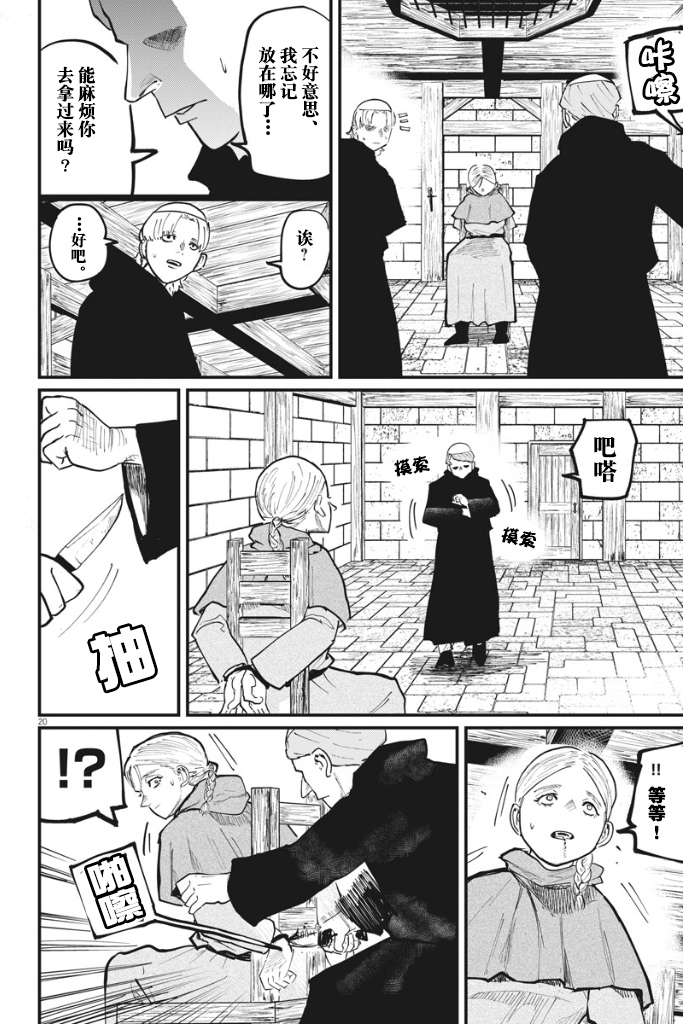 咔嚓
不好意思、
我忘记
放在哪了…
能麻烦你
去拿过来吗？
诶？
…好吧。
吧嗒
摸索
摸索
抽
20
!!
等等！
!?
啪嚓